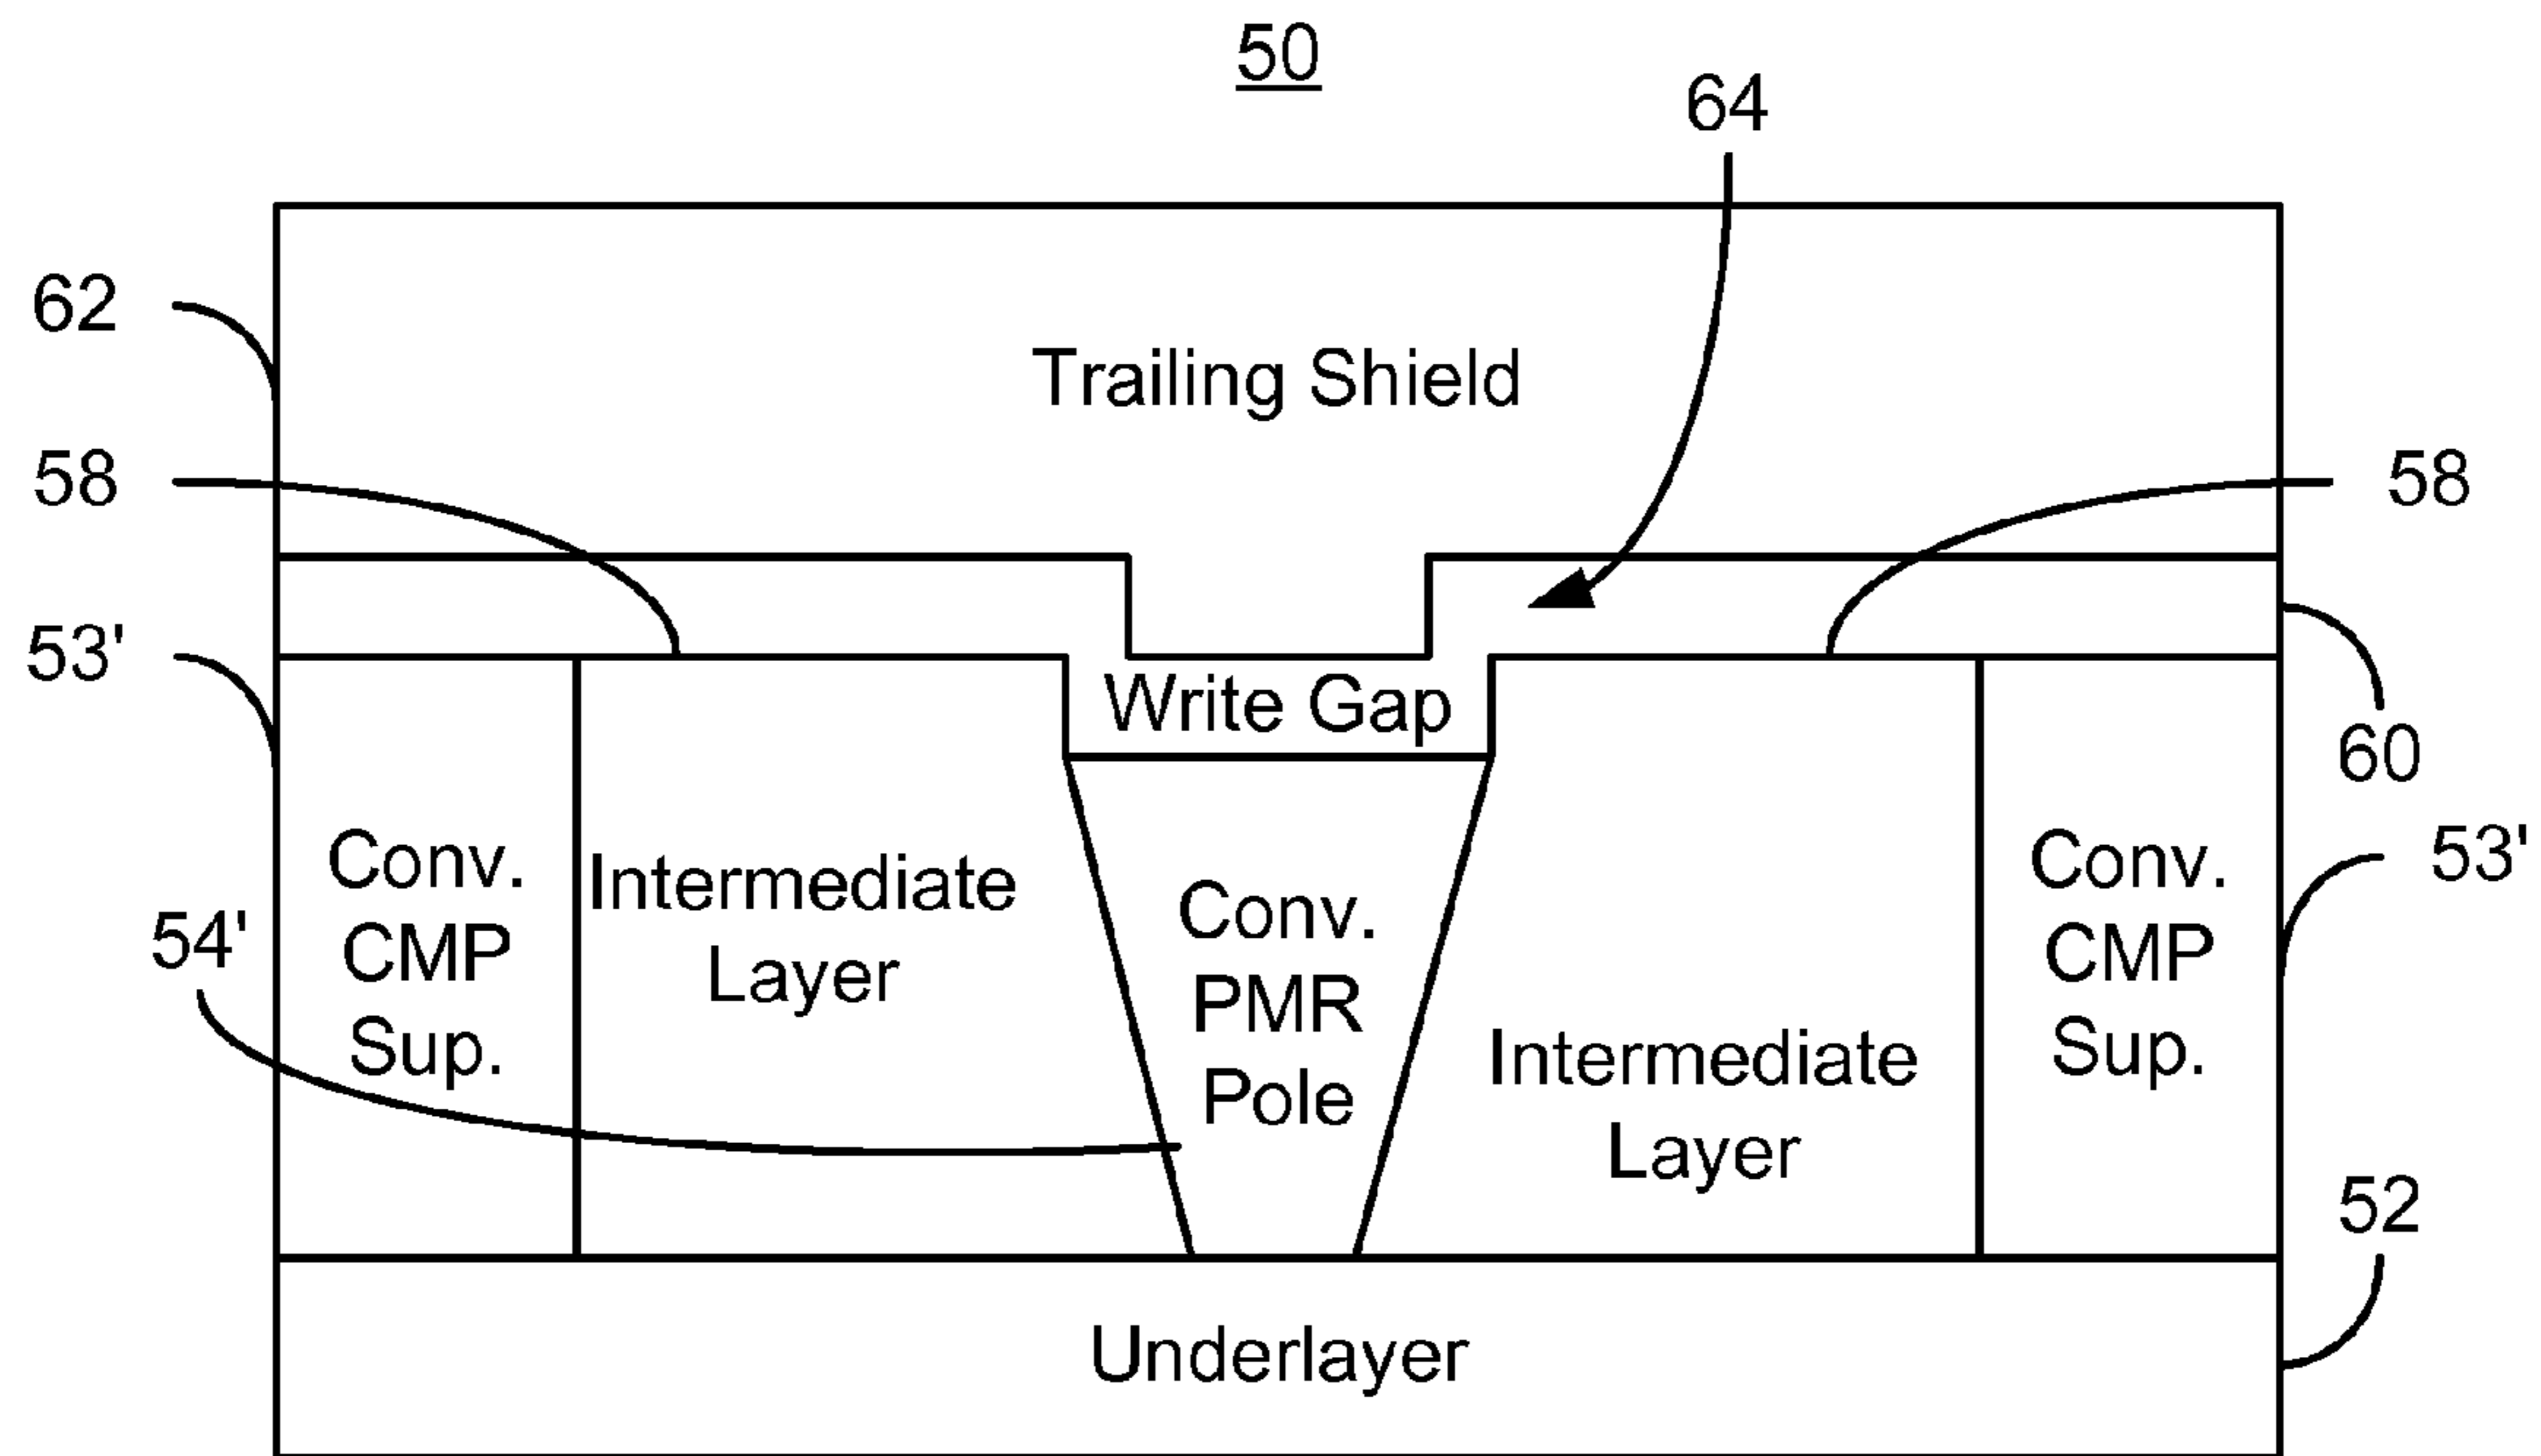 50
64
62
Trailing Shield
58
58
53'
Write Gap
60
Conv.
CMP
Sup.
Intermediate
Layer
54'
Conv.
PMR
Pole
Intermediate
Layer
Conv.
CMP
Sup.
53'
52
Underlayer